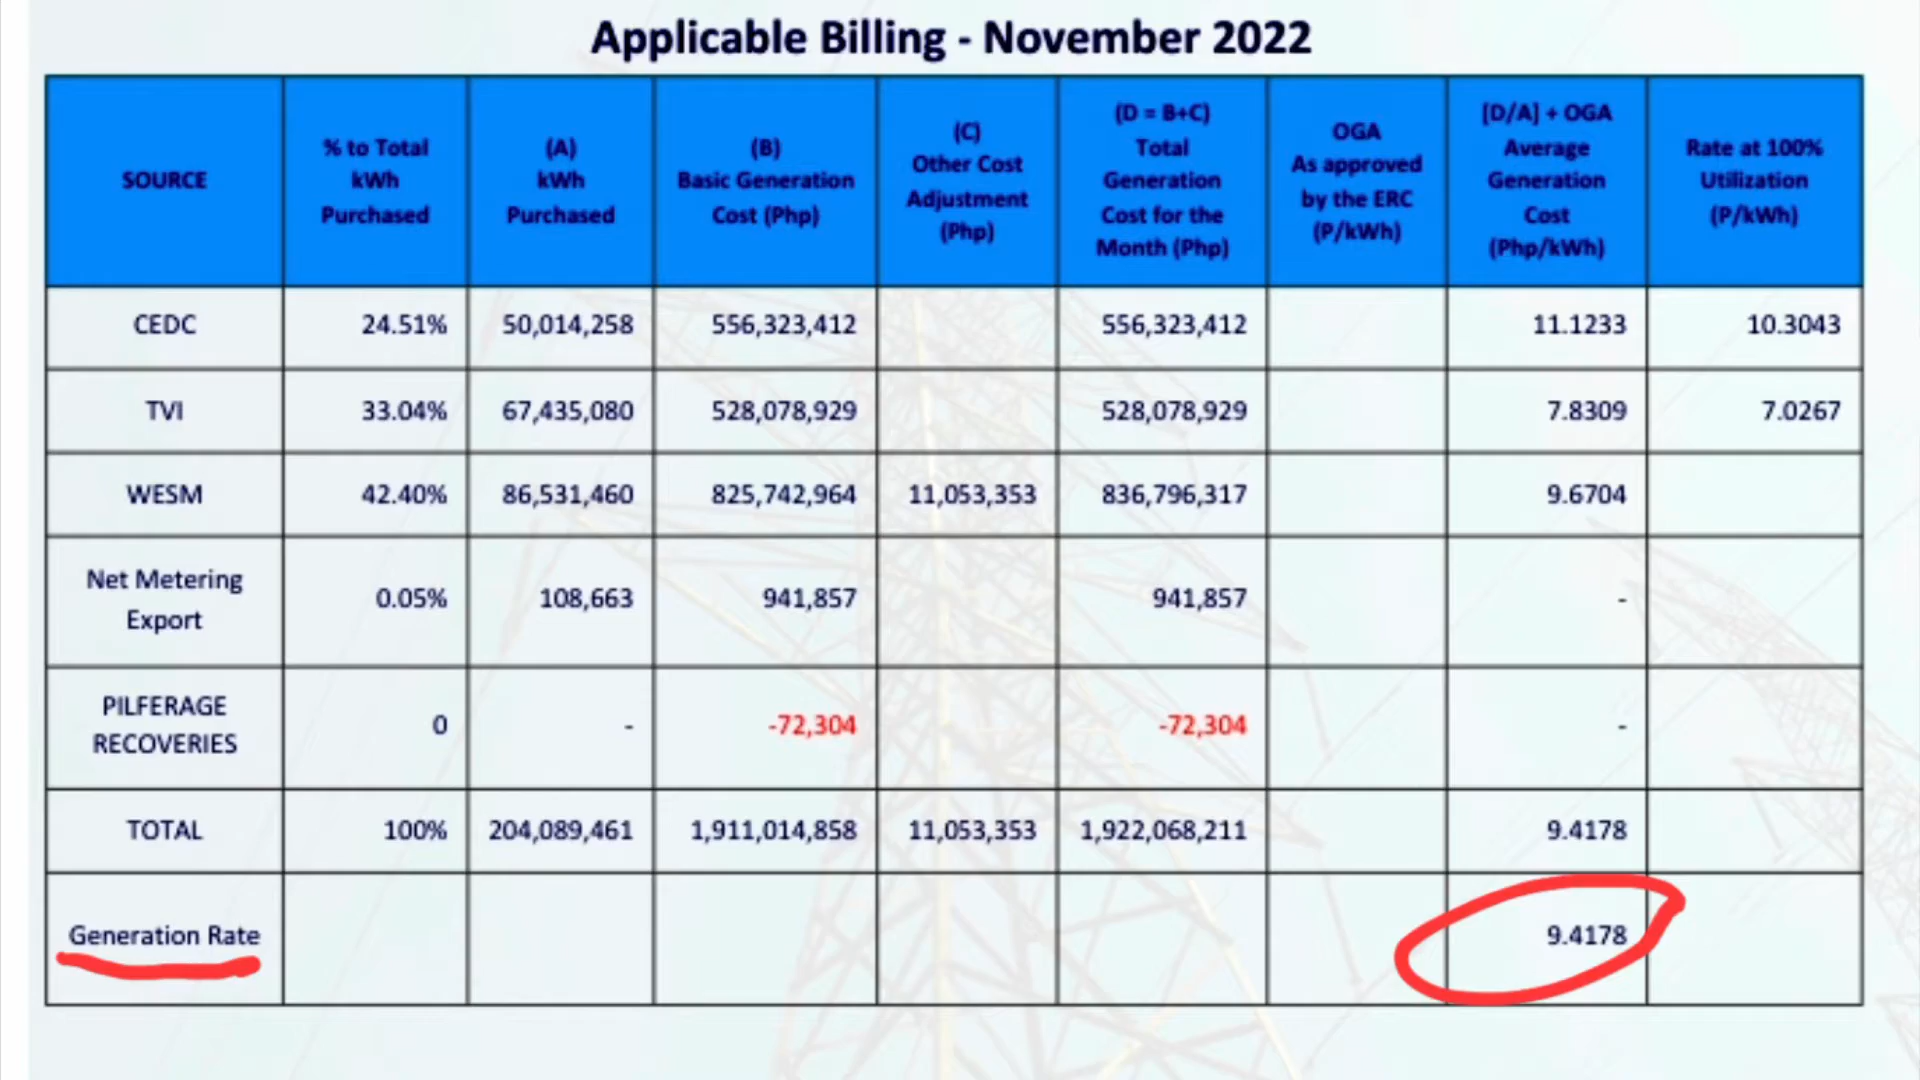 Applicable Billing - November 2022
SOURCE
% to Total
kWh
Purchased
(A)
kWh
Purchased
(B)
Basic Generation
Cost (Php)
(C)
Other Cost
Adjustment
(Php)
(D = B+C)
Total
Generation
Cost for the
Month (Php)
OGA
As approved
by the ERC
(P/kWh)
[D/A] + OGA
Average
Generation
Cost
(Php/kWh)
Rate at 100%
Utilization
(P/kWh)
CEDC 24.51% 50,014,258 556,323,412 556,323,412 11.1233 10.3043
TVI 33.04% 67,435,080 528,078,929 528,078,929 7.8309 7.0267
WESM 42.40% 86,531,460 825,742,964 11,053,353 836,796,317 9.6704
Net Metering
Export
0.05% 108,663 941,857 941,857 -
PILFERAGE
RECOVERIES
0 - -72,304 -72,304 -
TOTAL 100% 204,089,461 1,911,014,858 11,053,353 1,922,068,211 9.4178
Generation Rate 9.4178